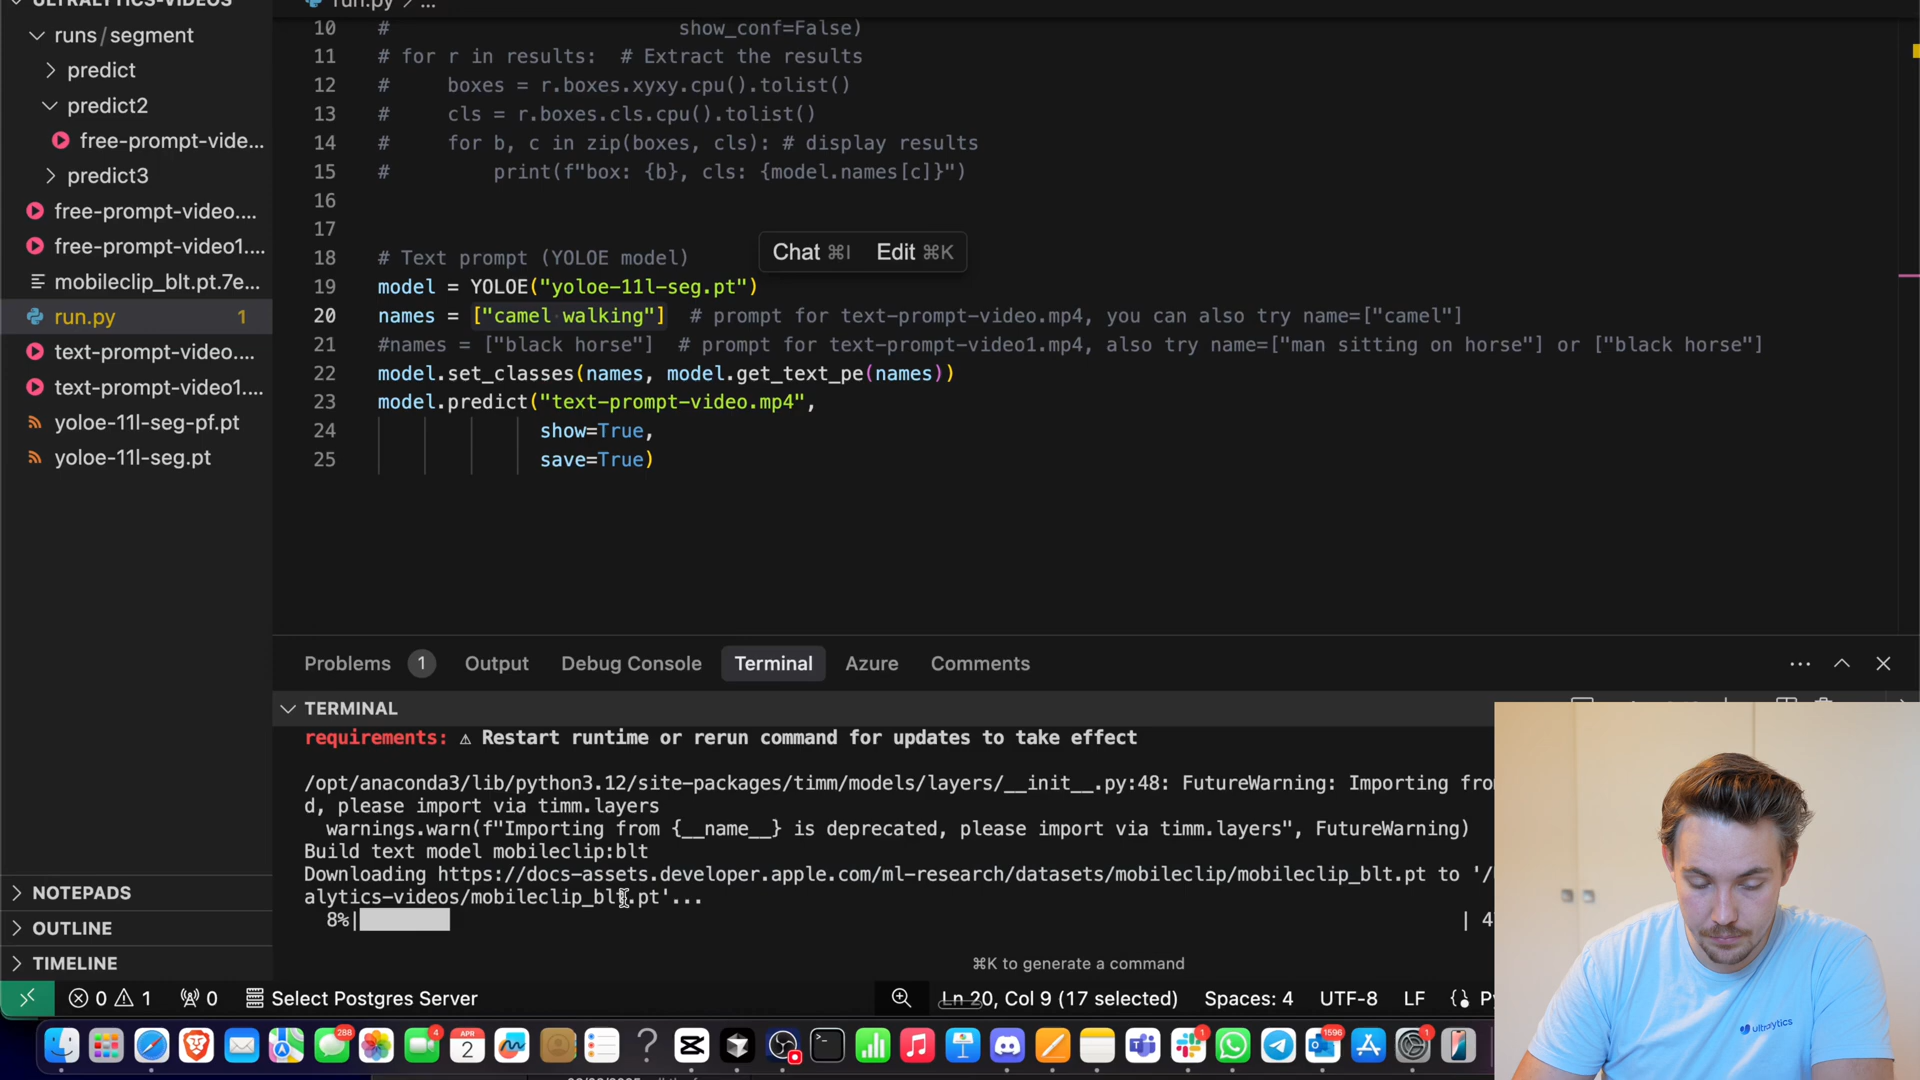 ULTRALYTICS-VIDEOS
runs/segment
predict
predict2
free-prompt-vide...
predict3
free-prompt-video....
free-prompt-video1....
mobileclip_blt.pt.7e...
run.py 1
text-prompt-video....
text-prompt-video1....
yoloe-11l-seg-pf.pt
yoloe-11l-seg.pt
NOTEPADS
OUTLINE
TIMELINE
run.py > ...
10 # show_conf=False)
11 # for r in results: # Extract the results
12 # boxes = r.boxes.xyxy.cpu().tolist()
13 # cls = r.boxes.cls.cpu().tolist()
14 # for b, c in zip(boxes, cls): # display results
15 # print(f"box: {b}, cls: {model.names[c]}")
16
17
Chat ⌘I Edit ⌘K
18 # Text prompt (YOLOE model)
19 model = YOLOE("yoloe-11l-seg.pt")
20 names = ["camel walking"] # prompt for text-prompt-video.mp4, you can also try name=["camel"]
21 #names = ["black horse"] # prompt for text-prompt-video1.mp4, also try name=["man sitting on horse"] or ["black horse"]
22 model.set_classes(names, model.get_text_pe(names))
23 model.predict("text-prompt-video.mp4",
24 show=True,
25 save=True)
Problems 1 Output Debug Console Terminal Azure Comments
TERMINAL
requirements: ⚠ Restart runtime or rerun command for updates to take effect
/opt/anaconda3/lib/python3.12/site-packages/timm/models/layers/__init__.py:48: FutureWarning: Importing fro
d, please import via timm.layers
warnings.warn(f"Importing from {__name__} is deprecated, please import via timm.layers", FutureWarning)
Build text model mobileclip:blt
Downloading https://docs-assets.developer.apple.com/ml-research/datasets/mobileclip/mobileclip_blt.pt to '/
alytics-videos/mobileclip_blt.pt'...
8%| | 4
⌘K to generate a command
0 1 0 Select Postgres Server Ln 20, Col 9 (17 selected) Spaces: 4 UTF-8 LF
ultralytics
288
4
APR
2
1
1596
1